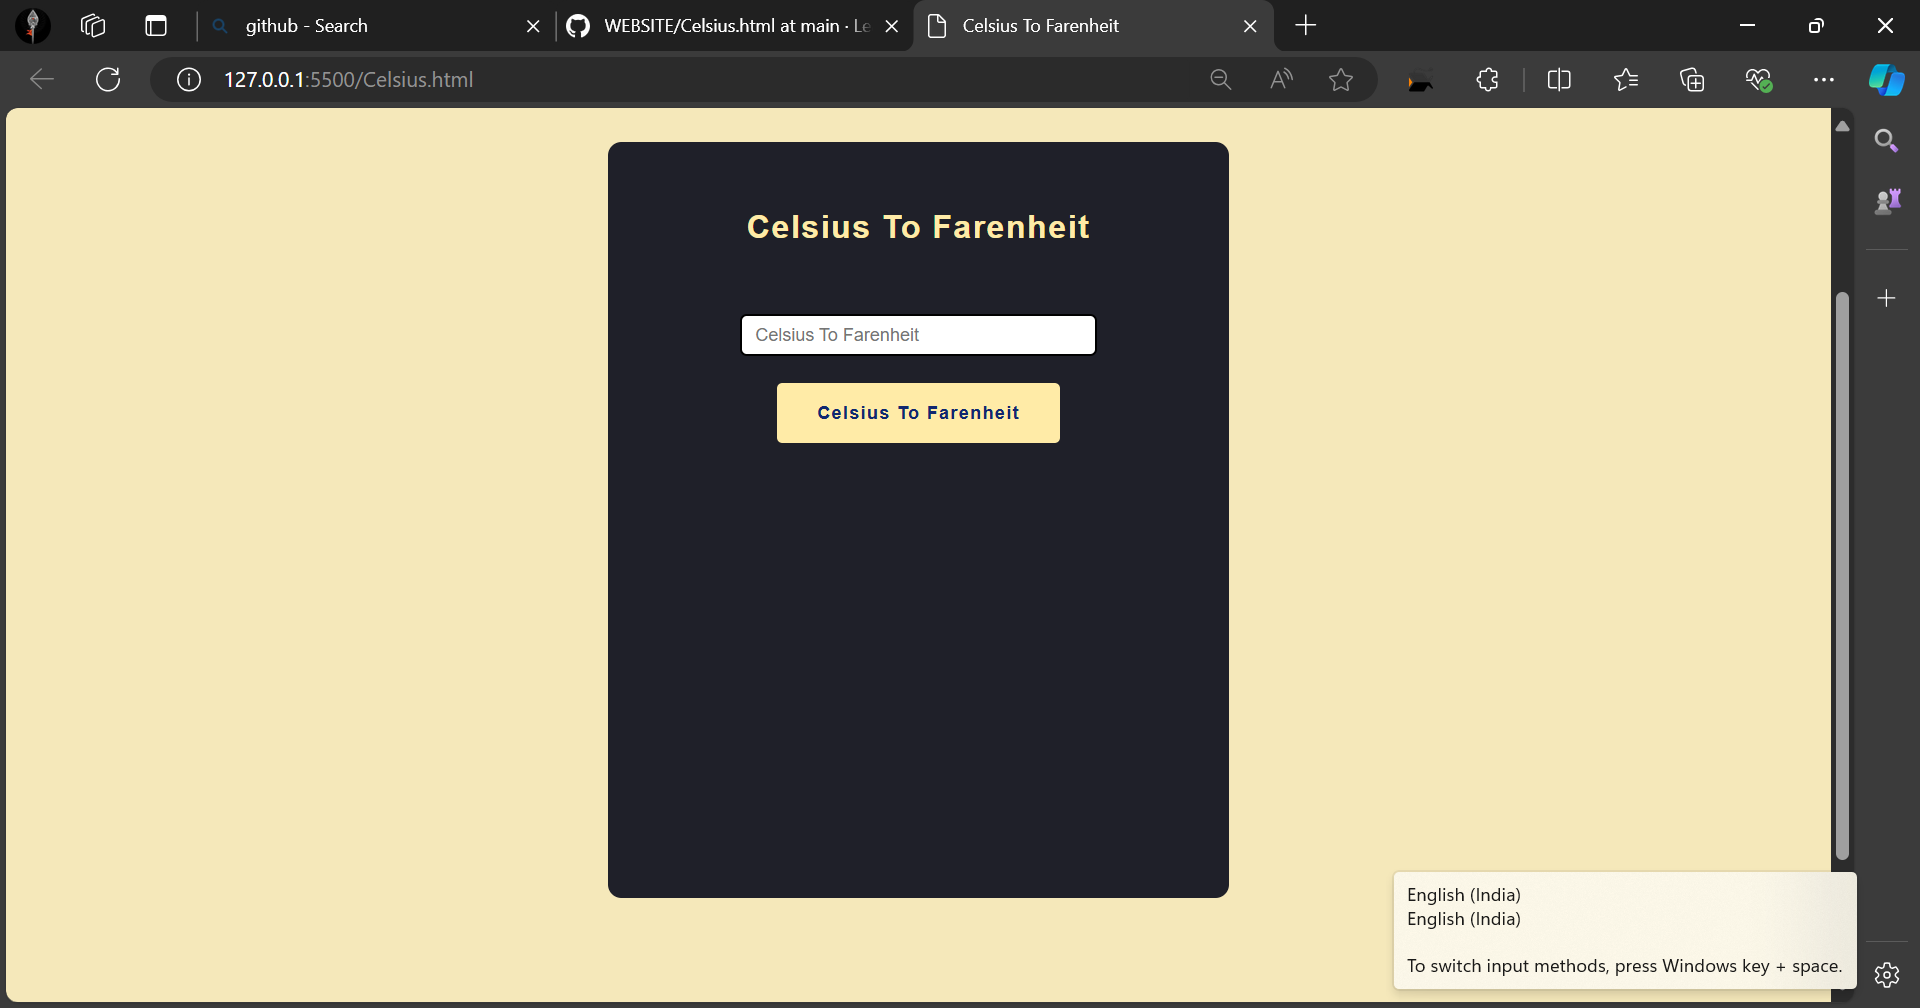 github - Search
WEBSITE/Celsius.html at main · Le
Celsius To Farenheit
127.0.0.1:5500/Celsius.html
Celsius To Farenheit
Celsius To Farenheit
Celsius To Farenheit
English (India)
English (India)
To switch input methods, press Windows key + space.